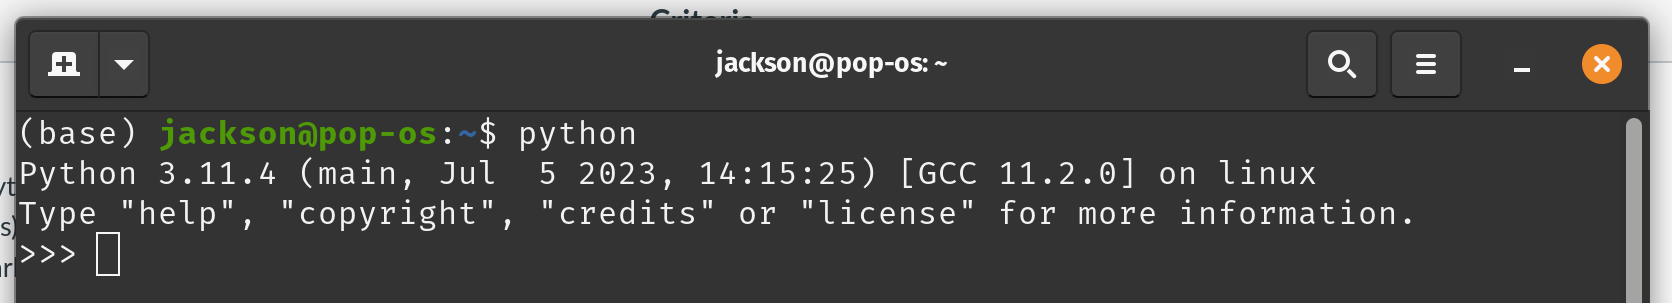 jackson@pop-os: ~
(base) jackson@pop-os:~$ python
Python 3.11.4 (main, Jul  5 2023, 14:15:25) [GCC 11.2.0] on linux
Type "help", "copyright", "credits" or "license" for more information.
>>>